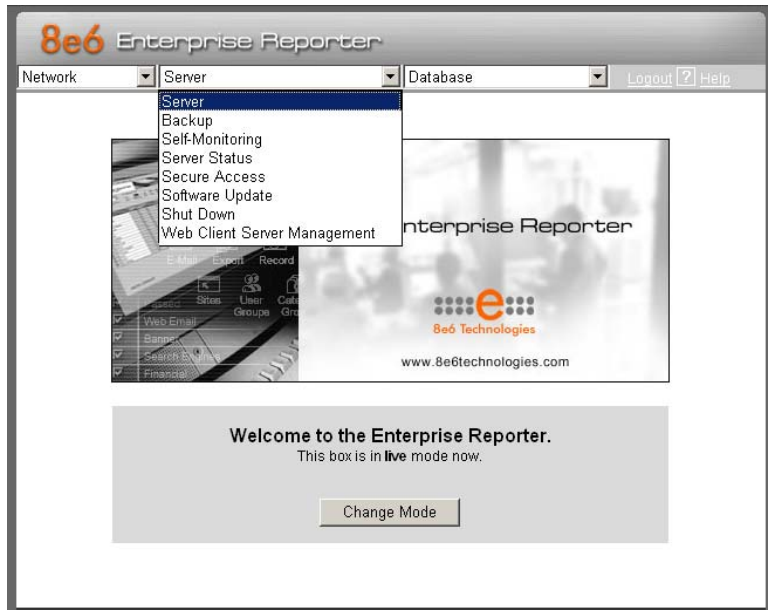 8e6 Enterprise Reporter
Network Server Database Logout ? Help
Server
Backup
Self-Monitoring
Server Status
Secure Access
Software Update
Shut Down
Web Client Server Management
nterprise Reporter
E-Mail Export Record
Sites User Groups
Web Email
Banner
Search Engines
Financial
e
8e6 Technologies
www.8e6technologies.com
Welcome to the Enterprise Reporter.
This box is in live mode now.
Change Mode